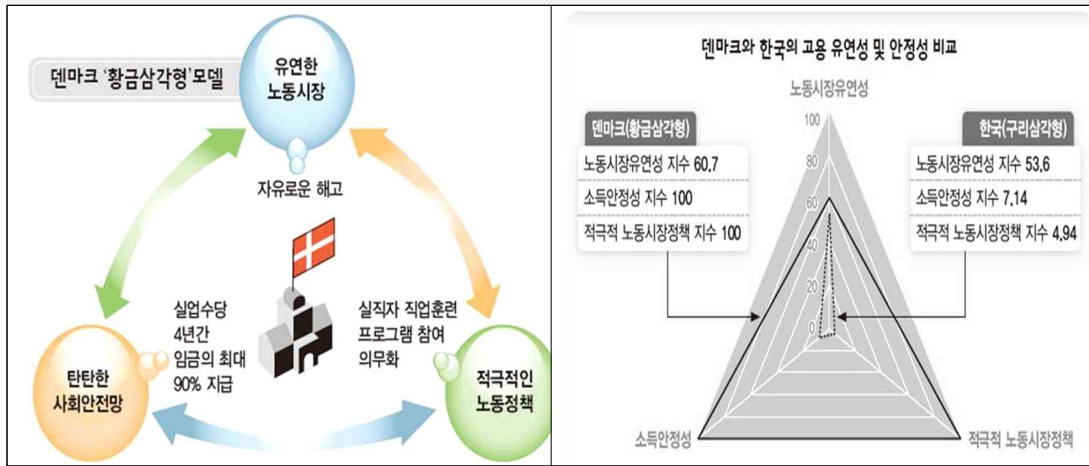 덴마크 '황금삼각형'모델
유연한
노동시장
자유로운 해고
실업수당
4년간
임금의 최대
90% 지급
실직자 직업훈련
프로그램 참여
의무화
탄탄한
사회안전망
적극적인
노동정책
덴마크와 한국의 고용 유연성 및 안정성 비교
노동시장유연성
덴마크(황금삼각형)
노동시장유연성 지수 60.7
소득안정성 지수 100
적극적 노동시장정책 지수 100
100
80
60
40
20
0
한국(구리삼각형)
노동시장유연성 지수 53.6
소득안정성 지수 7.14
적극적 노동시장정책 지수 4.94
소득안정성
적극적 노동시장정책